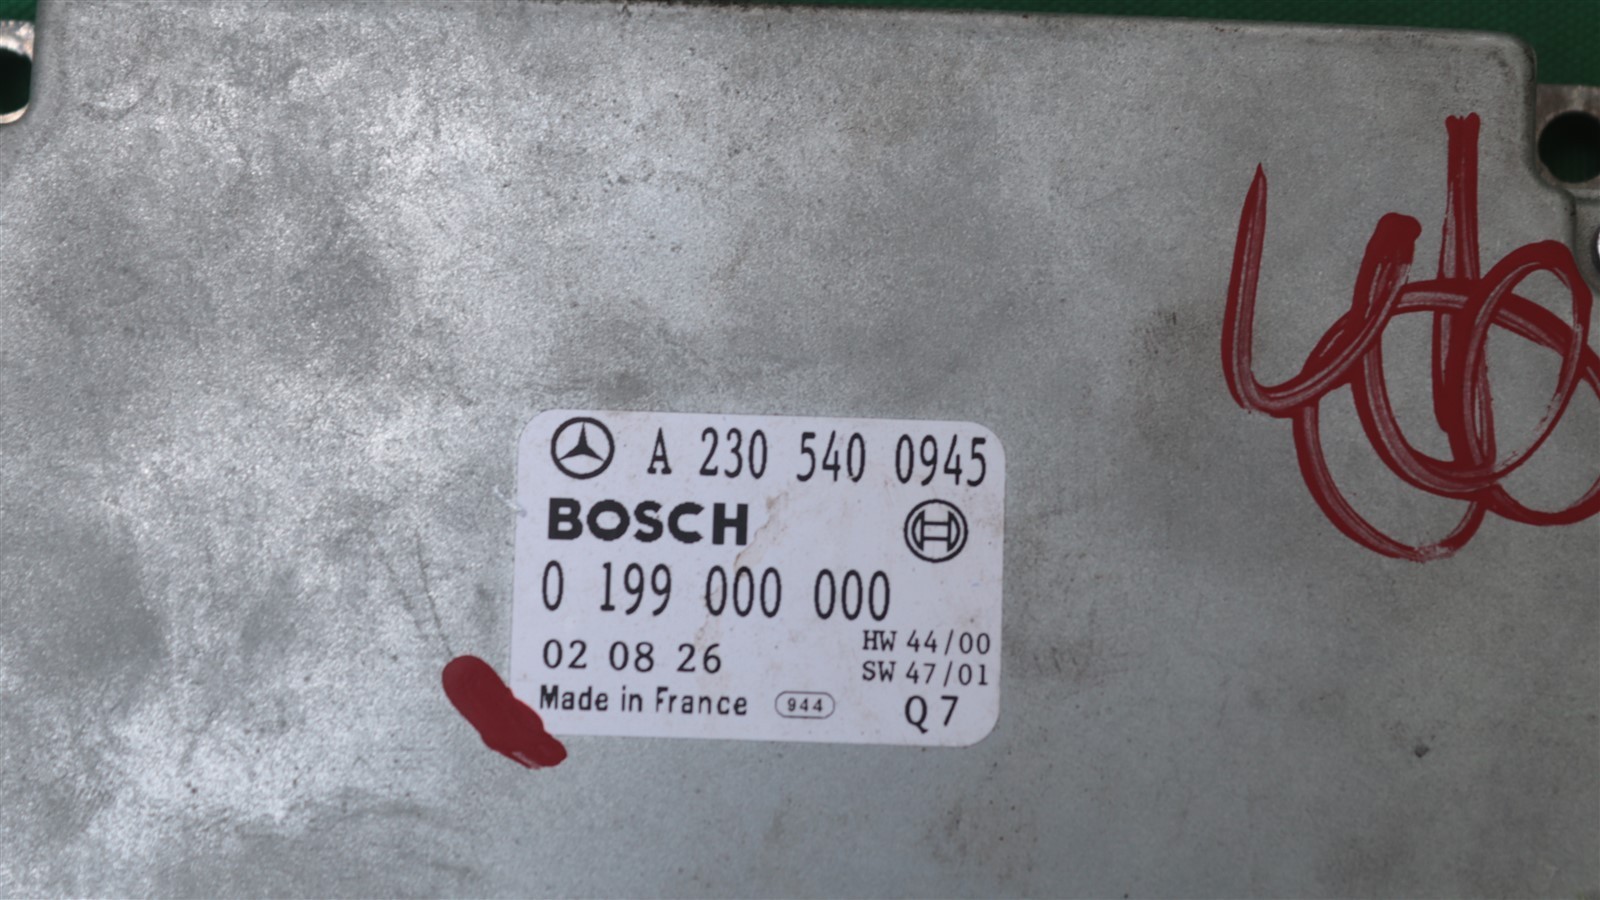 A 230 540 0945
BOSCH
0 199 000 000
02 08 26
HW 44/00
SW 47/01
Made in France
944
Q7